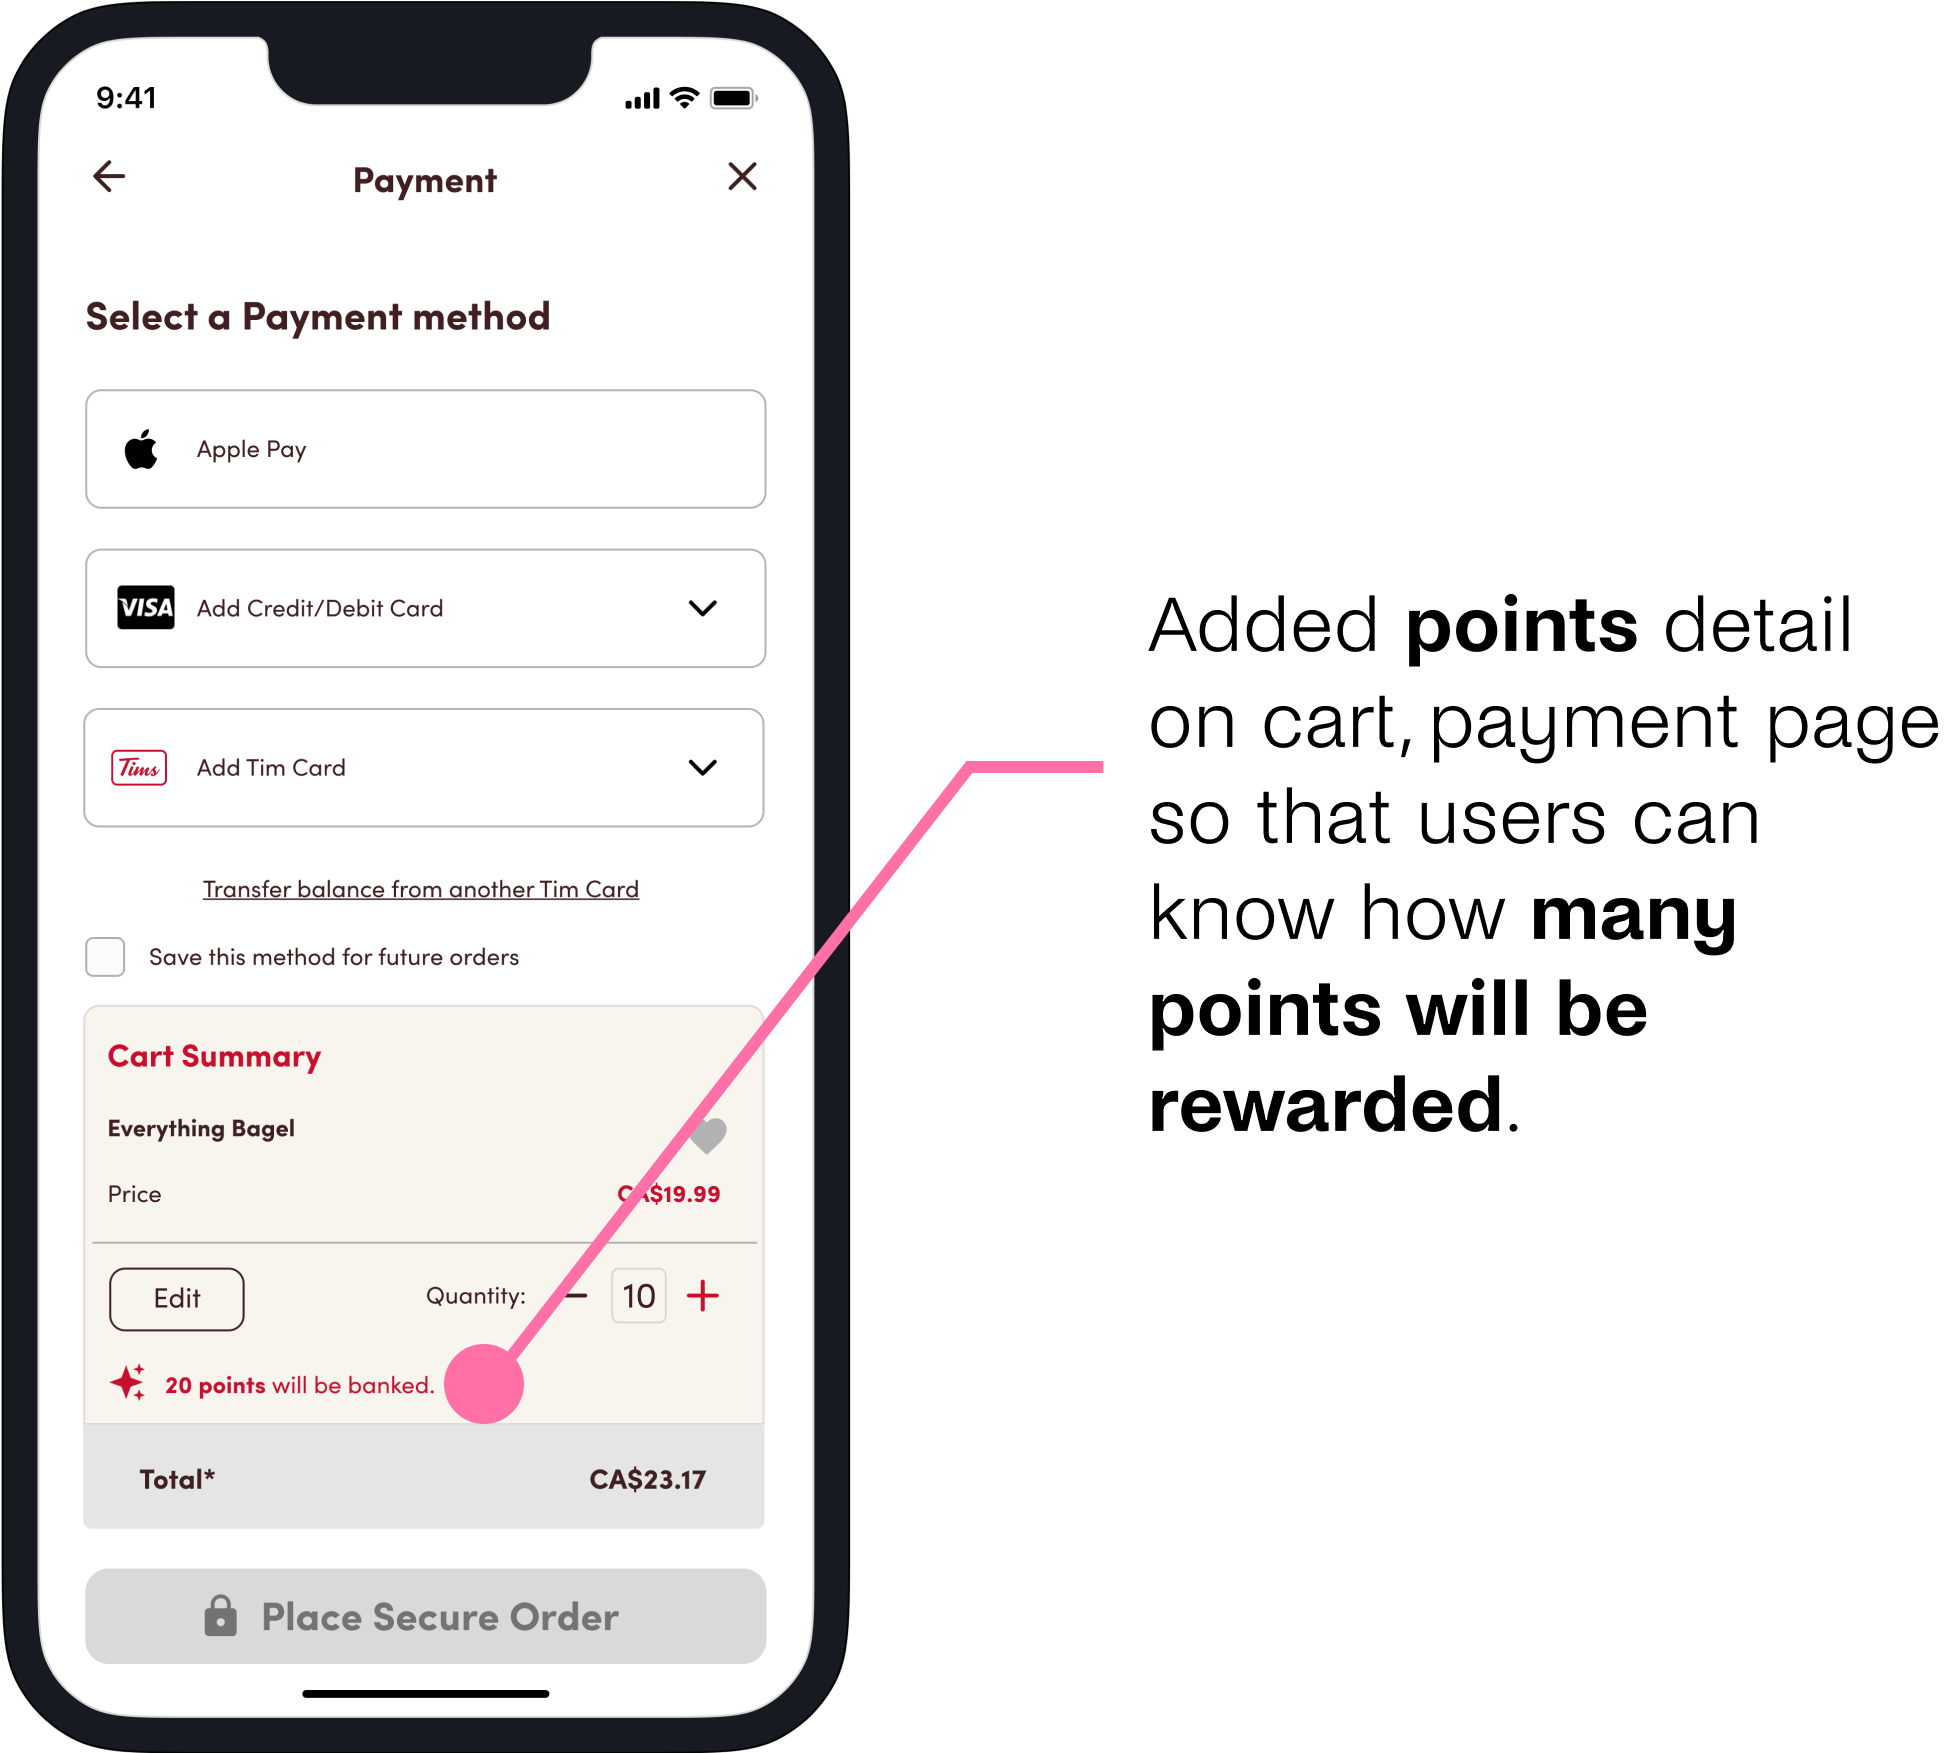 9:41
Payment
Select a Payment method
Apple Pay
VISA Add Credit/Debit Card
Tims Add Tim Card
Transfer balance from another Tim Card
Save this method for future orders
Cart Summary
Everything Bagel
Price CA$19.99
Edit Quantity: 10
20 points will be banked.
Total* CA$23.17
Place Secure Order
Added points detail
on cart, payment page
so that users can
know how many
points will be
rewarded.